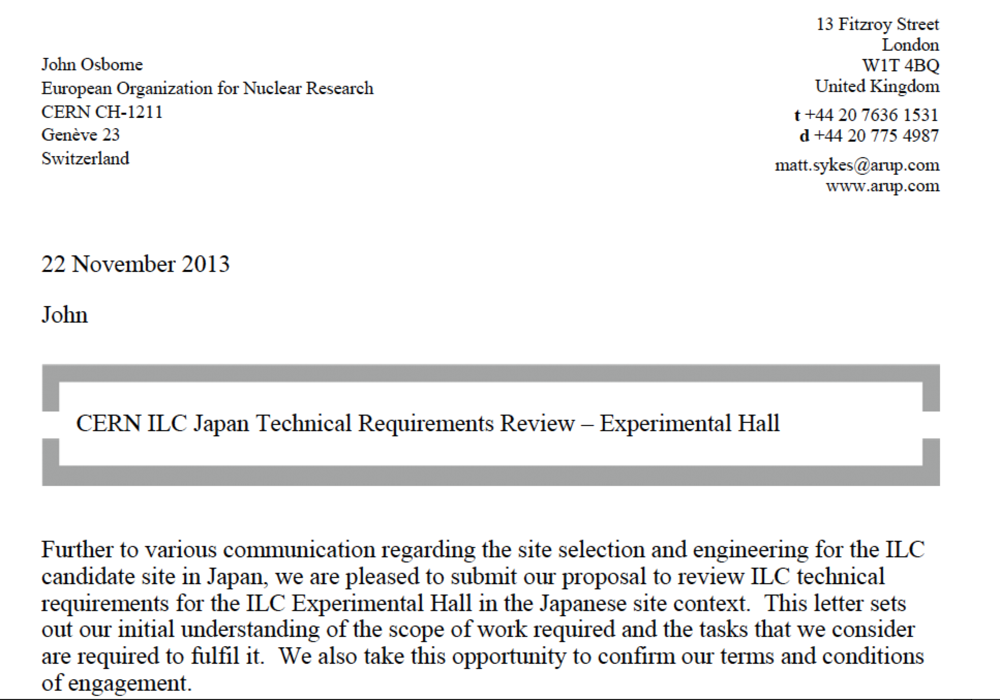 13 Fitzroy Street
London
W1T 4BQ
United Kingdom
t +44 20 7636 1531
d +44 20 775 4987
matt.sykes@arup.com
www.arup.com
John Osborne
European Organization for Nuclear Research
CERN CH-1211
Genève 23
Switzerland
22 November 2013
John
CERN ILC Japan Technical Requirements Review – Experimental Hall
Further to various communication regarding the site selection and engineering for the ILC
candidate site in Japan, we are pleased to submit our proposal to review ILC technical
requirements for the ILC Experimental Hall in the Japanese site context.  This letter sets
out our initial understanding of the scope of work required and the tasks that we consider
are required to fulfil it.  We also take this opportunity to confirm our terms and conditions
of engagement.